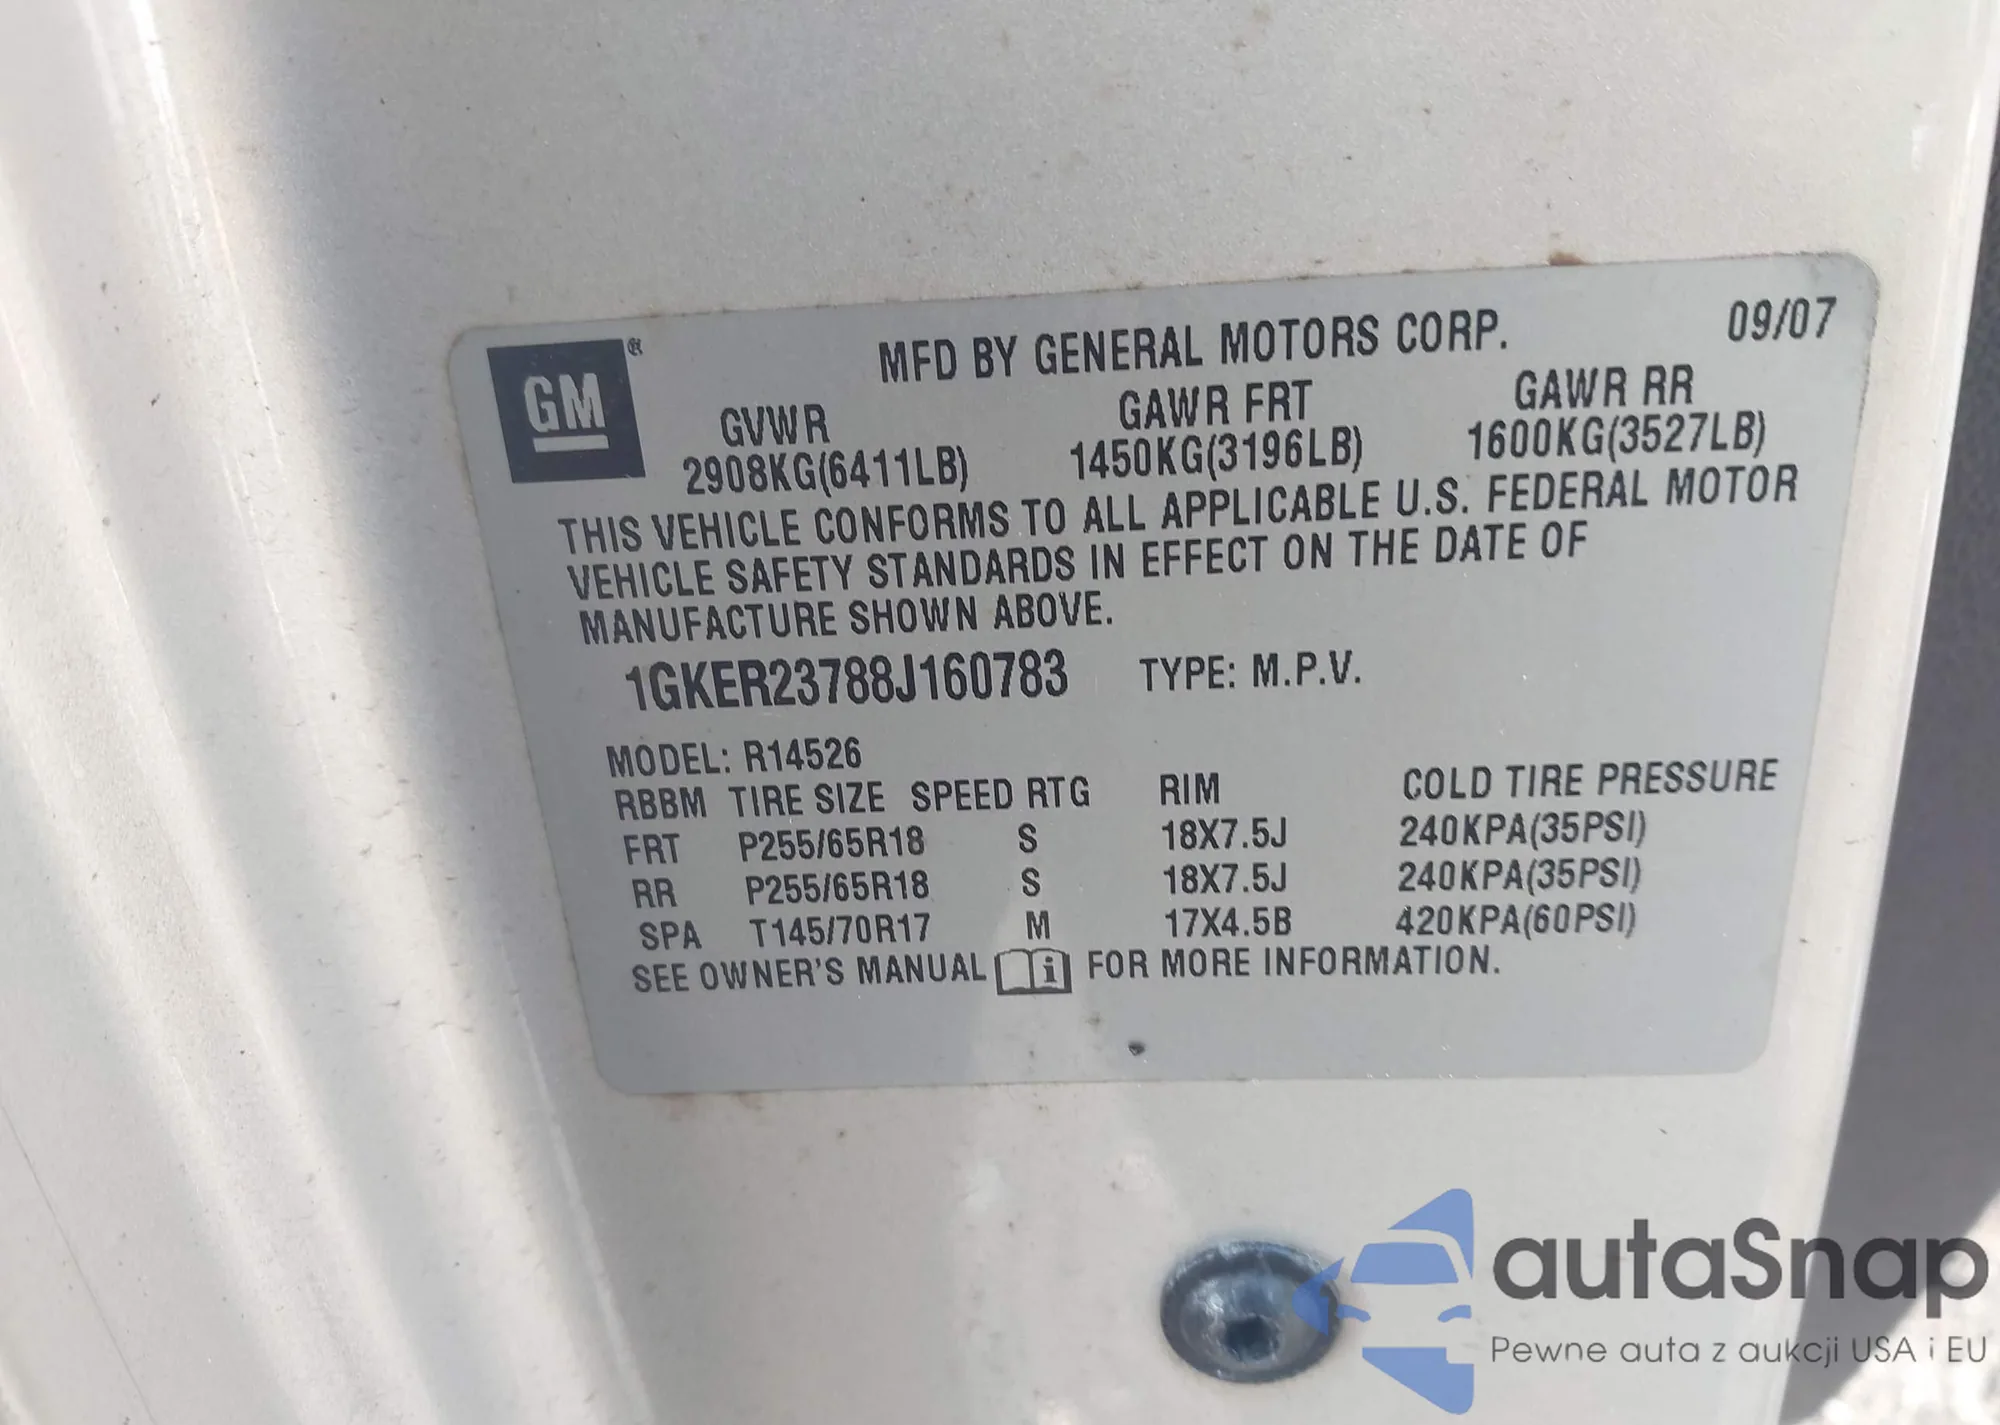 GM ®
MFD BY GENERAL MOTORS CORP. 09/07
GVWR GAWR FRT GAWR RR
2908KG(6411LB) 1450KG(3196LB) 1600KG(3527LB)
THIS VEHICLE CONFORMS TO ALL APPLICABLE U.S. FEDERAL MOTOR
VEHICLE SAFETY STANDARDS IN EFFECT ON THE DATE OF
MANUFACTURE SHOWN ABOVE.
1GKER23788J160783 TYPE: M.P.V.
MODEL: R14526
RBBM TIRE SIZE SPEED RTG RIM COLD TIRE PRESSURE
FRT P255/65R18 S 18X7.5J 240KPA(35PSI)
RR P255/65R18 S 18X7.5J 240KPA(35PSI)
SPA T145/70R17 M 17X4.5B 420KPA(60PSI)
SEE OWNER'S MANUAL i FOR MORE INFORMATION.
autaSnap
Pewne auta z aukcji USA i EU